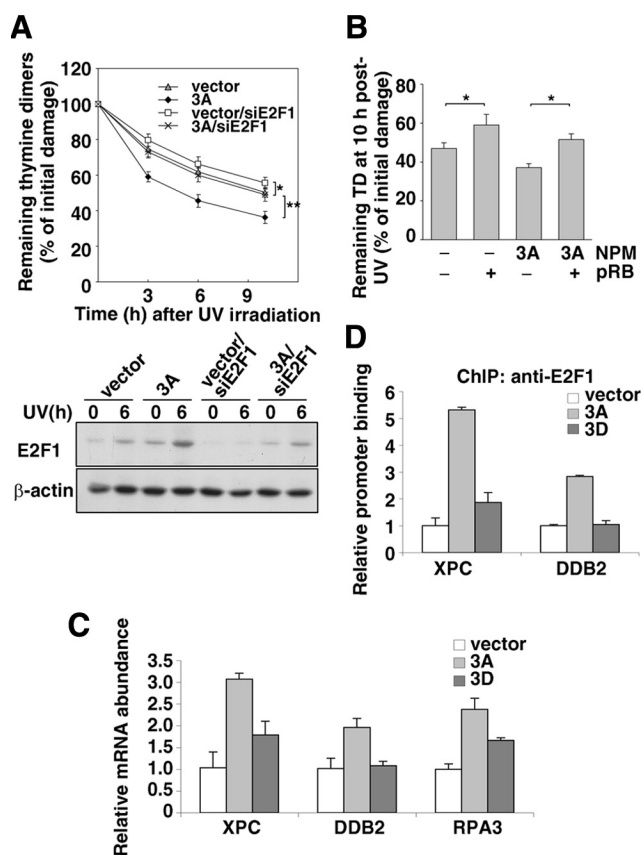 A
Remaining thymine dimers
(% of initial damage)
120
100
80
60
40
20
0
vector
3A
vector/siE2F1
3A/siE2F1
*
**
3 6 9
Time (h) after UV irradiation
vector
3A
vector/
siE2F1
3A/
siE2F1
UV(h) 0 6 0 6 0 6 0 6
E2F1
β-actin
B
Remaining TD at 10 h post-
UV (% of initial damage)
80
60
40
20
0
* *
– – 3A 3A NPM
– + – + pRB
D
ChIP: anti-E2F1
Relative promoter binding
6
5
4
3
2
1
0
vector
3A
3D
XPC DDB2
C
Relative mRNA abundance
3.5
3.0
2.5
2.0
1.5
1.0
0.5
0
vector
3A
3D
XPC DDB2 RPA3